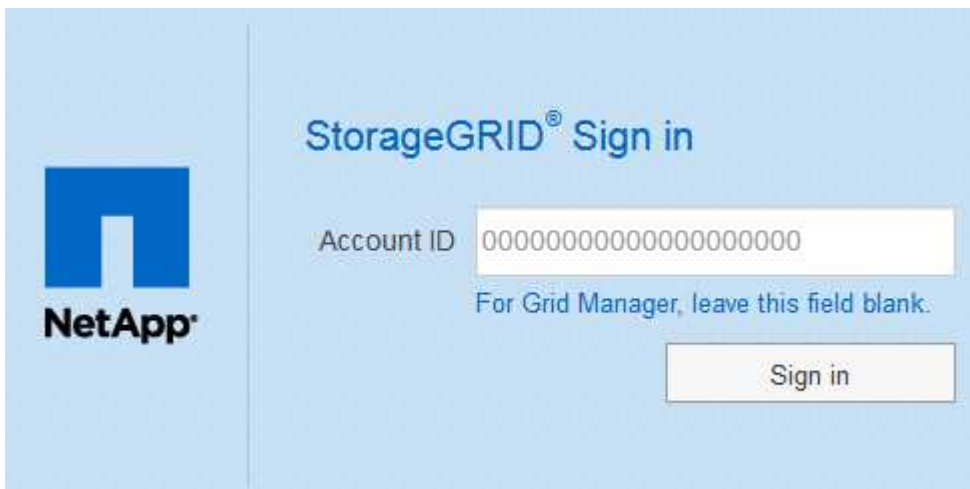 StorageGRID® Sign in
Account ID 00000000000000000000
For Grid Manager, leave this field blank.
Sign in
NetApp®